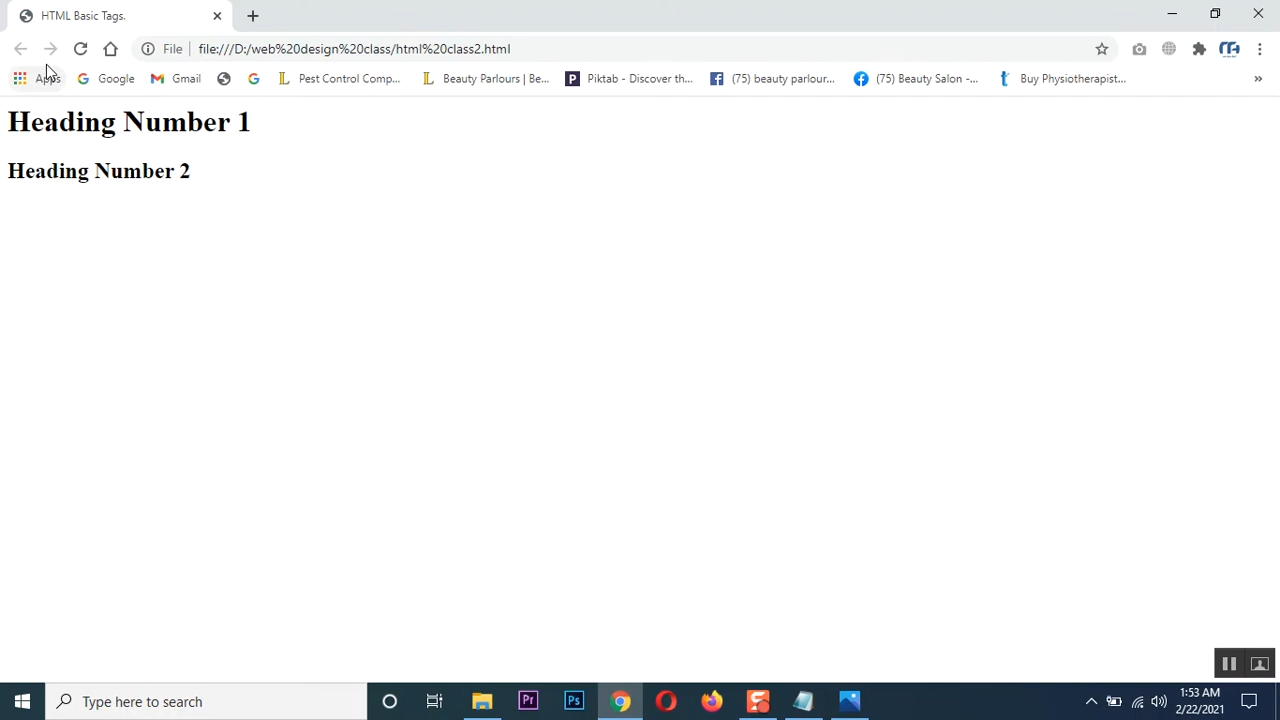 HTML Basic Tags.
File file:///D:/web%20design%20class/html%20class2.html
Apps Google Gmail Pest Control Comp... Beauty Parlours | Be... Piktab - Discover th... (75) beauty parlour... (75) Beauty Salon -... Buy Physiotherapist... »
Heading Number 1
Heading Number 2
Type here to search
Pr Ps
1:53 AM
2/22/2021